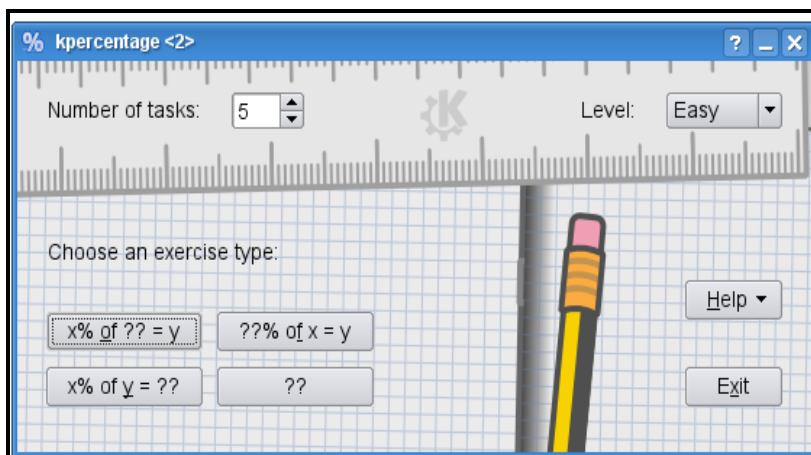 % kpercentage <2>
Number of tasks: 5 Level: Easy
Choose an exercise type:
Help
x% of ?? = y ??% of x = y
x% of y = ?? ??
Exit